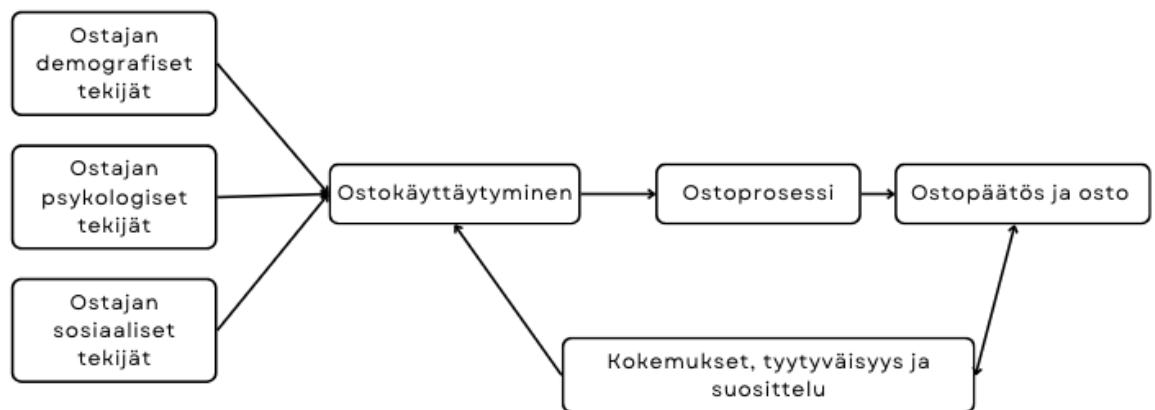 Ostajan
demografiset
tekijät
Ostajan
psykologiset
tekijät
Ostajan
sosiaaliset
tekijät
Ostokäyttäytyminen
Ostoprosessi
Ostopäätös ja osto
Kokemukset, tyytyväisyys ja
suosittelu